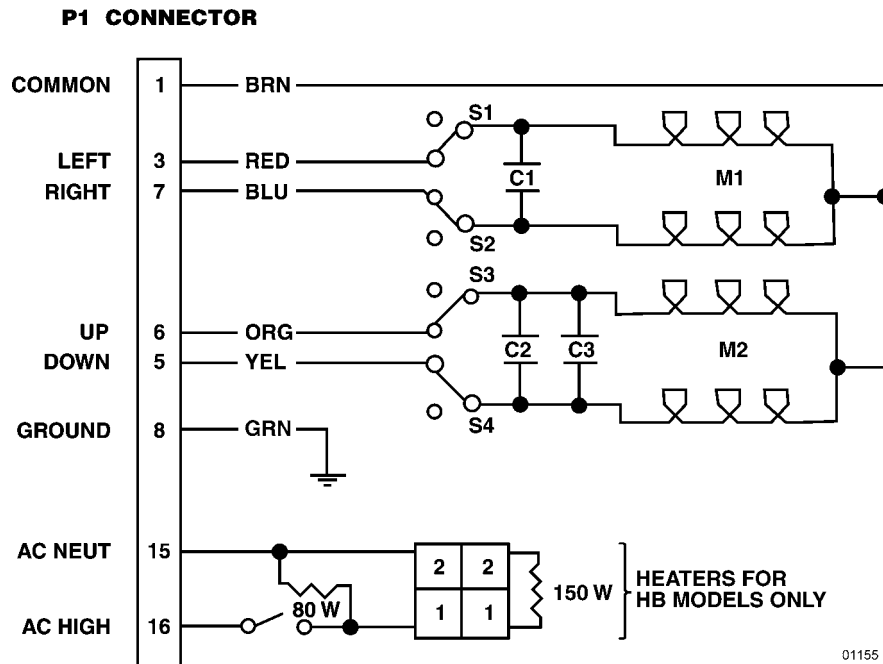 P1 CONNECTOR
COMMON 1 BRN
S1
LEFT 3 RED
C1 M1
RIGHT 7 BLU
S2
S3
UP 6 ORG
C2 C3 M2
DOWN 5 YEL
S4
GROUND 8 GRN
AC NEUT 15
2 2
150 W HEATERS FOR
HB MODELS ONLY
80 W 1 1
AC HIGH 16
01155